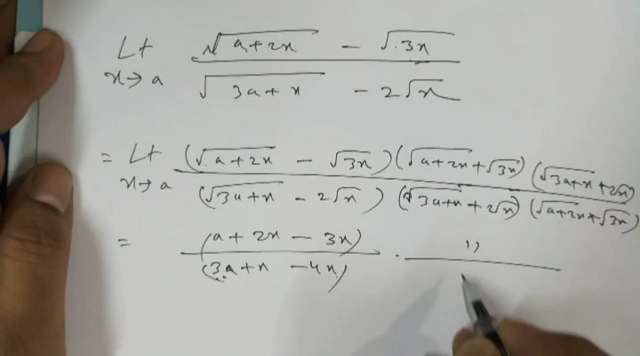 Lt x→a (√(a+2x) - √(3x)) / (√(3a+x) - 2√x)
= Lt x→a (√(a+2x) - √(3x)) (√(a+2x) + √(3x)) (√(3a+x) + 2√x) / (√(3a+x) - 2√x) (√(3a+x) + 2√x) (√(a+2x) + √(3x))
= (a+2x - 3x) / (3a+x - 4x) · "